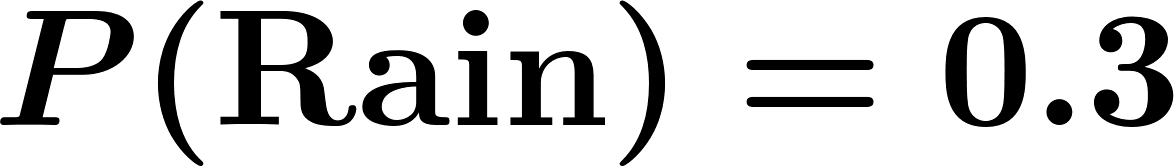 P(Rain) = 0.3